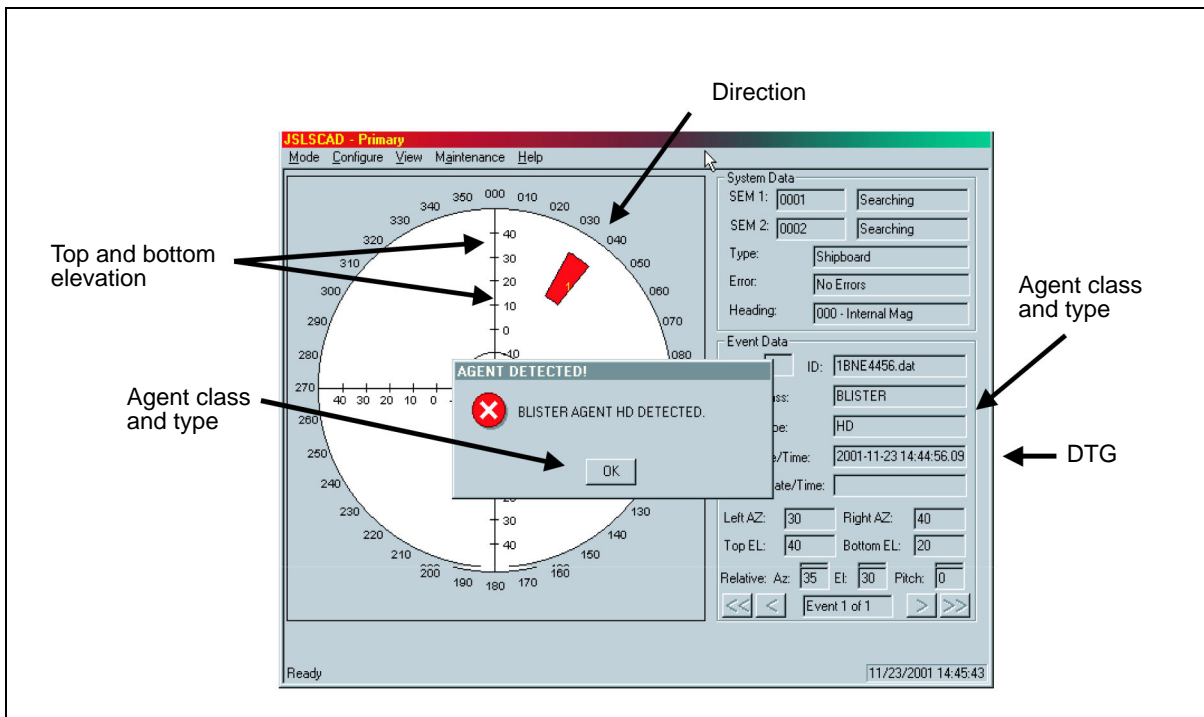 Direction
JSLSCAD - Primary
Mode Configure View Maintenance Help
Top and bottom
elevation
Agent class
and type
000
010
020
030
040
050
060
070
080
130
140
150
160
170
180
190
200
210
220
230
240
250
260
270
280
290
300
310
320
330
340
350
40
30
20
10
0
40 30 20 10 0
30
40
1
AGENT DETECTED!
BLISTER AGENT HD DETECTED.
OK
System Data
SEM 1: 0001 Searching
SEM 2: 0002 Searching
Type: Shipboard
Error: No Errors
Heading: 000 - Internal Mag
Event Data
ID: 1BNE4456.dat
BLISTER
HD
e/Time: 2001-11-23 14:44:56.09
ate/Time:
Left AZ: 30 Right AZ: 40
Top EL: 40 Bottom EL: 20
Relative: Az: 35 El: 30 Pitch: 0
<< < Event 1 of 1 > >>
Agent class
and type
DTG
Ready
11/23/2001 14:45:43